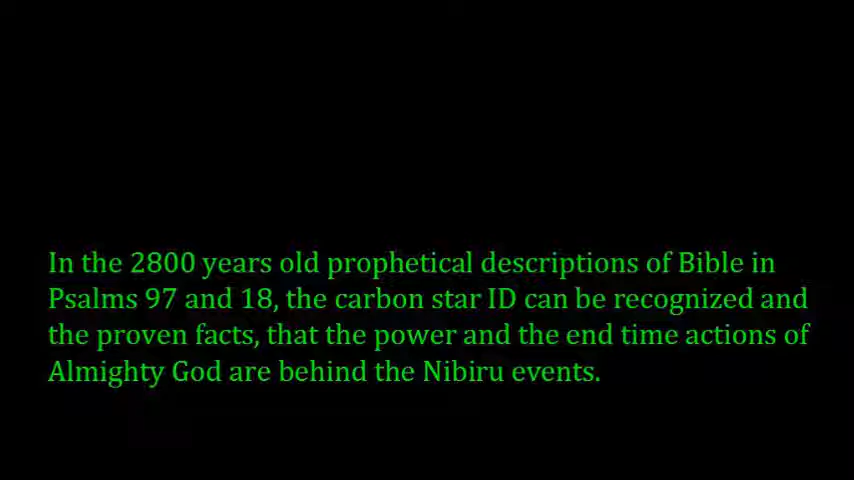 In the 2800 years old prophetical descriptions of Bible in
Psalms 97 and 18, the carbon star ID can be recognized and
the proven facts, that the power and the end time actions of
Almighty God are behind the Nibiru events.